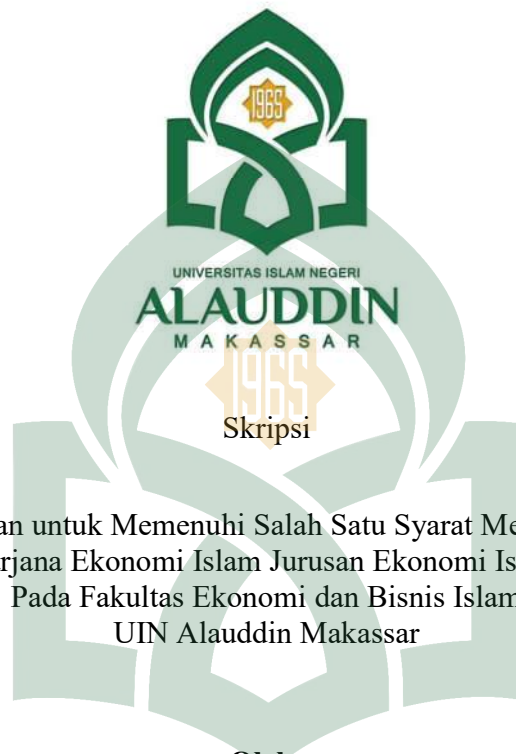 1965
UNIVERSITAS ISLAM NEGERI
ALAUDDIN
MAKASSAR
1965
Skripsi
an untuk Memenuhi Salah Satu Syarat Me
rjana Ekonomi Islam Jurusan Ekonomi Is
Pada Fakultas Ekonomi dan Bisnis Islam
UIN Alauddin Makassar